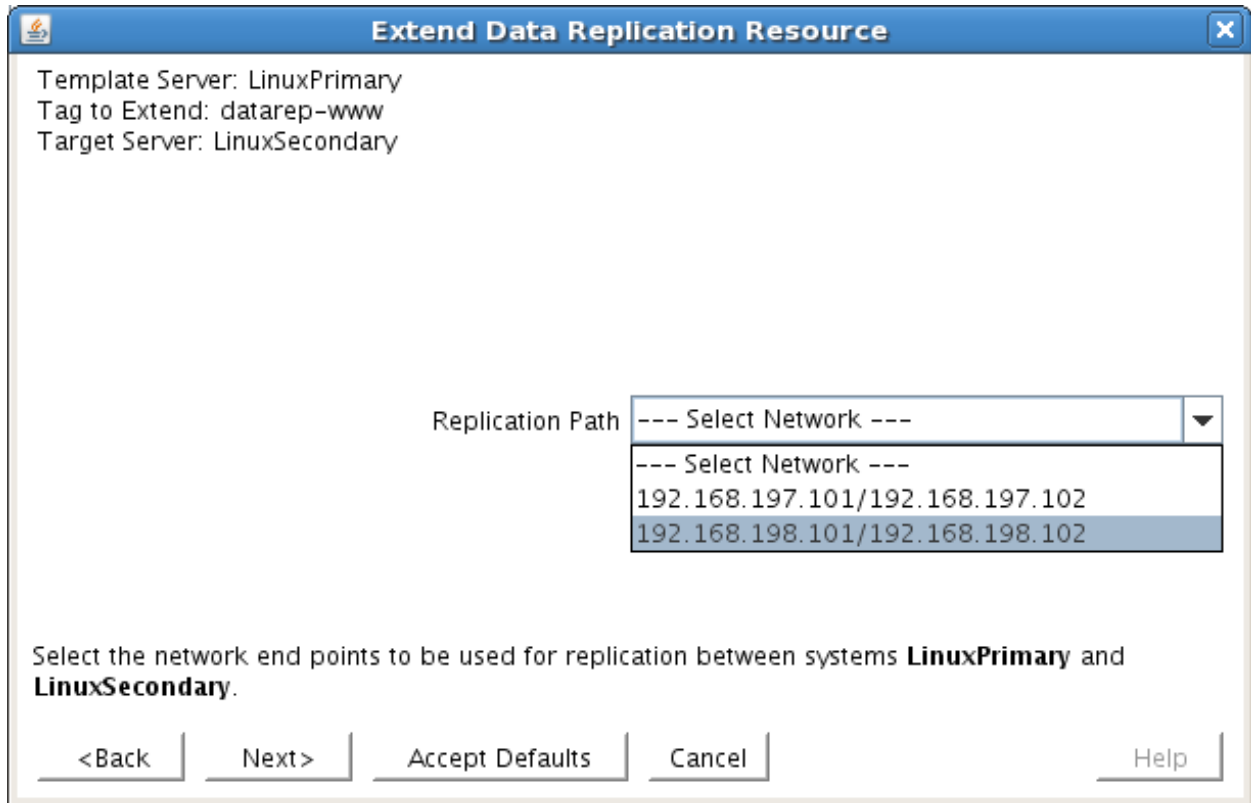 Extend Data Replication Resource
Template Server: LinuxPrimary
Tag to Extend: datarep-www
Target Server: LinuxSecondary
Replication Path --- Select Network ---
--- Select Network ---
192.168.197.101/192.168.197.102
192.168.198.101/192.168.198.102
Select the network end points to be used for replication between systems LinuxPrimary and
LinuxSecondary.
<Back Next> Accept Defaults Cancel Help